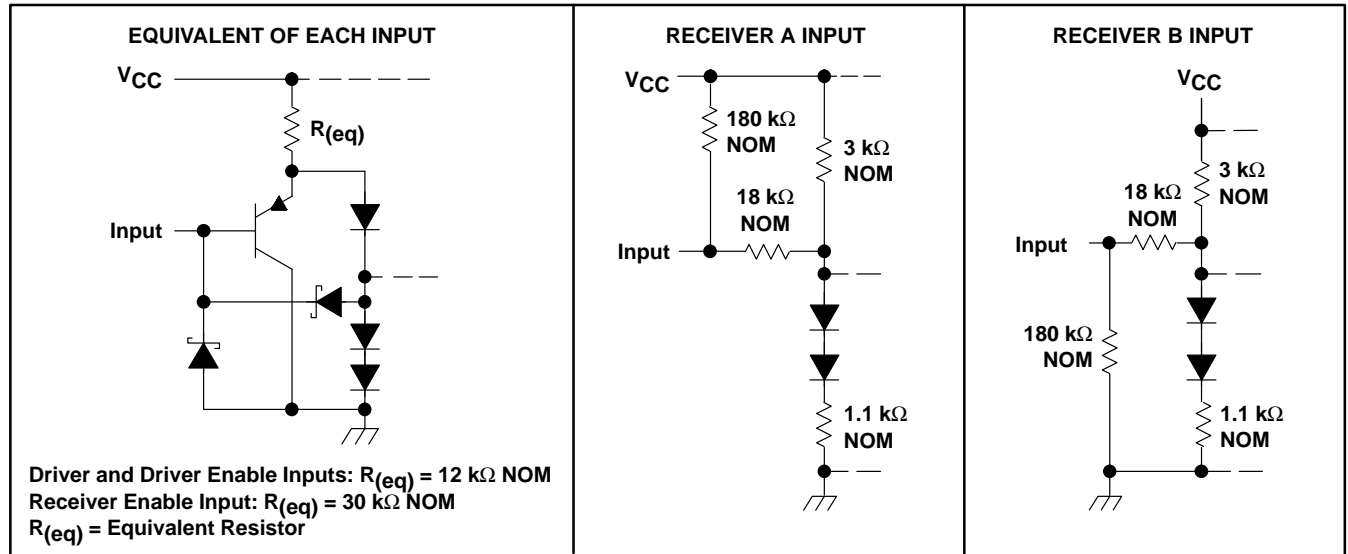 EQUIVALENT OF EACH INPUT
VCC
R(eq)
Input
Driver and Driver Enable Inputs: R(eq) = 12 kΩ NOM
Receiver Enable Input: R(eq) = 30 kΩ NOM
R(eq) = Equivalent Resistor
RECEIVER A INPUT
VCC
180 kΩ
NOM
3 kΩ
NOM
18 kΩ
NOM
Input
1.1 kΩ
NOM
RECEIVER B INPUT
VCC
3 kΩ
NOM
18 kΩ
NOM
Input
180 kΩ
NOM
1.1 kΩ
NOM